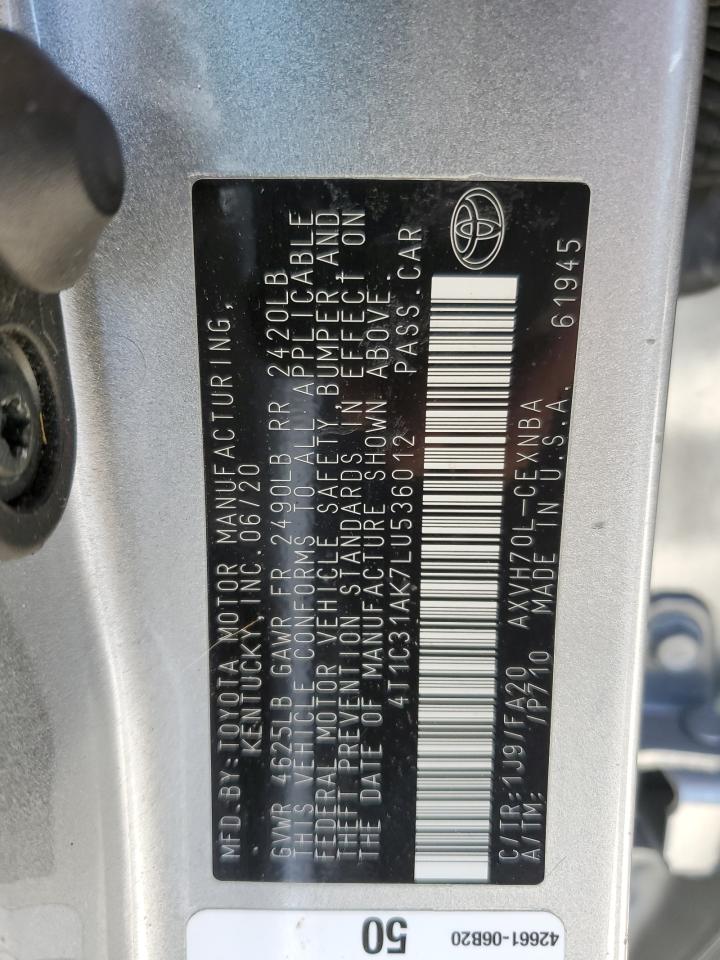 MFD.BY:TOYOTA MOTOR MANUFACTURING,
KENTUCKY,INC.06/20
GVWR 4625LB GAWR FR 2490LB RR 2420LB
THIS VEHICLE CONFORMS TO ALL APPLICABLE
FEDERAL MOTOR VEHICLE SAFETY, BUMPER AND
THEFT PREVENTION STANDARDS IN EFFECT ON
THE DATE OF MANUFACTURE SHOWN ABOVE.
4T1C31AK7LU536012 PASS.CAR
C/TR:1J9/FA20 AXVH70L-CEXNBA
A/TM: /P710 MADE IN U.S.A. 61945
50
42661-06B20